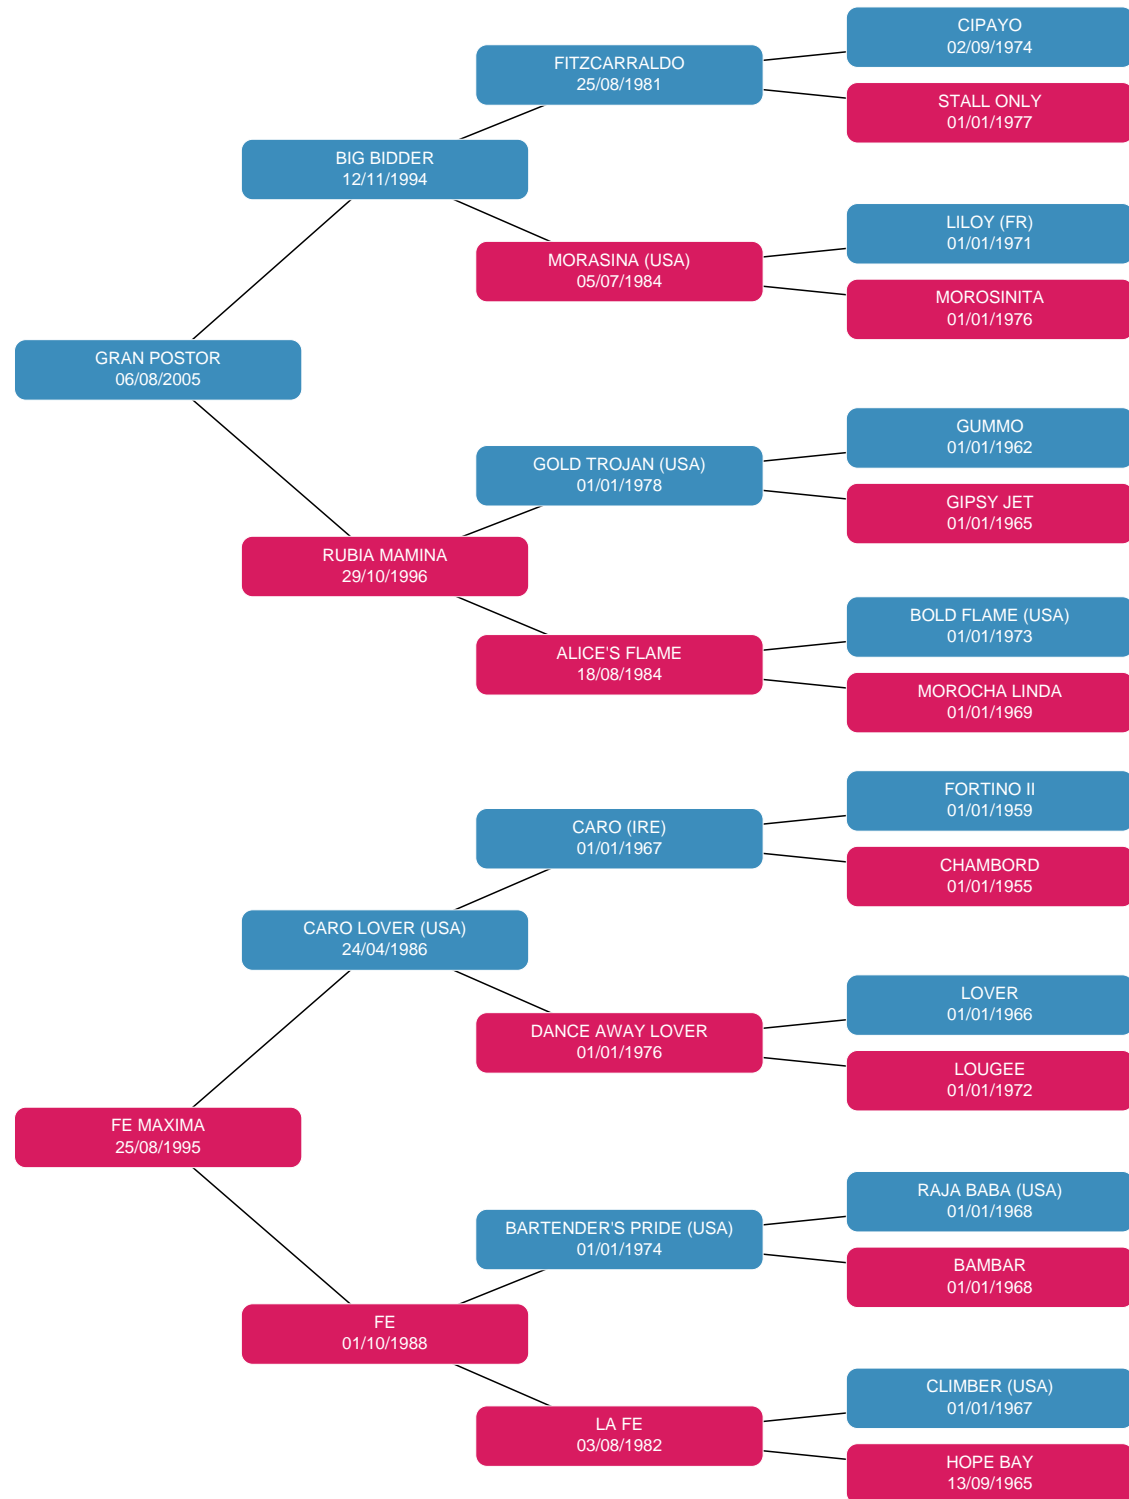 CIPAYO
02/09/1974
FITZCARRALDO
25/08/1981
STALL ONLY
01/01/1977
BIG BIDDER
12/11/1994
LILOY (FR)
01/01/1971
MORASINA (USA)
05/07/1984
MOROSINITA
01/01/1976
GRAN POSTOR
06/08/2005
GUMMO
01/01/1962
GOLD TROJAN (USA)
01/01/1978
GIPSY JET
01/01/1965
RUBIA MAMINA
29/10/1996
BOLD FLAME (USA)
01/01/1973
ALICE'S FLAME
18/08/1984
MOROCHA LINDA
01/01/1969
FORTINO II
01/01/1959
CARO (IRE)
01/01/1967
CHAMBORD
01/01/1955
CARO LOVER (USA)
24/04/1986
LOVER
01/01/1966
DANCE AWAY LOVER
01/01/1976
LOUGEE
01/01/1972
FE MAXIMA
25/08/1995
RAJA BABA (USA)
01/01/1968
BARTENDER'S PRIDE (USA)
01/01/1974
BAMBAR
01/01/1968
FE
01/10/1988
CLIMBER (USA)
01/01/1967
LA FE
03/08/1982
HOPE BAY
13/09/1965